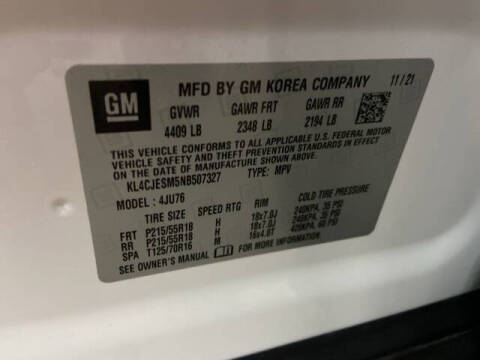 GM
MFD BY GM KOREA COMPANY
11/21
GVWR GAWR FRT GAWR RR
4409 LB 2348 LB 2194 LB
THIS VEHICLE CONFORMS TO ALL APPLICABLE U.S. FEDERAL MOTOR
VEHICLE SAFETY AND THEFT PREVENTION STANDARDS IN EFFECT
ON THE DATE OF MANUFACTURE SHOWN ABOVE.
KL4CJESM5NB507327 TYPE: MPV
MODEL: 4JU76
TIRE SIZE SPEED RTG RIM COLD TIRE PRESSURE
FRT P215/55R18 H 18x7.0J 240KPA, 35 PSI
RR P215/55R18 H 18x7.0J 240KPA, 35 PSI
SPA T125/70R16 M 16x4.0T 420KPA, 60 PSI
SEE OWNER'S MANUAL FOR MORE INFORMATION